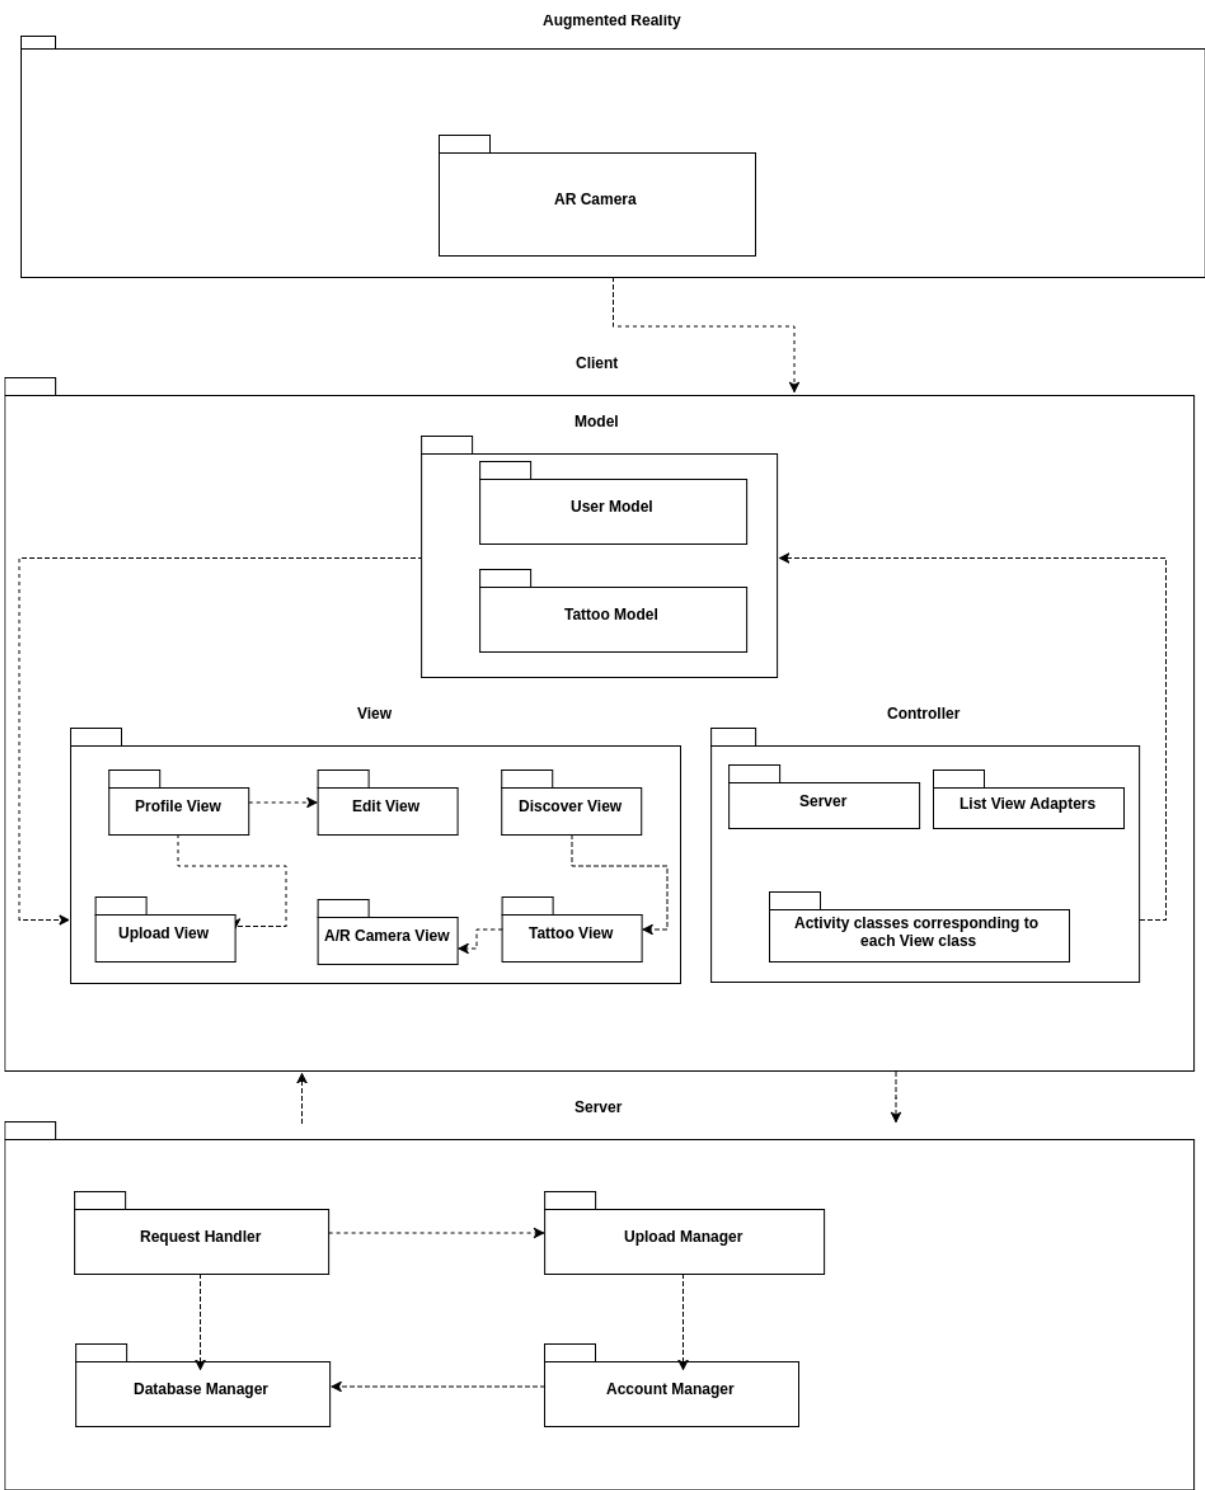 Augmented Reality
AR Camera
Client
Model
User Model
Tattoo Model
View
Controller
Profile View
Edit View
Discover View
Server
List View Adapters
Upload View
A/R Camera View
Tattoo View
Activity classes corresponding to
each View class
Server
Request Handler
Upload Manager
Database Manager
Account Manager